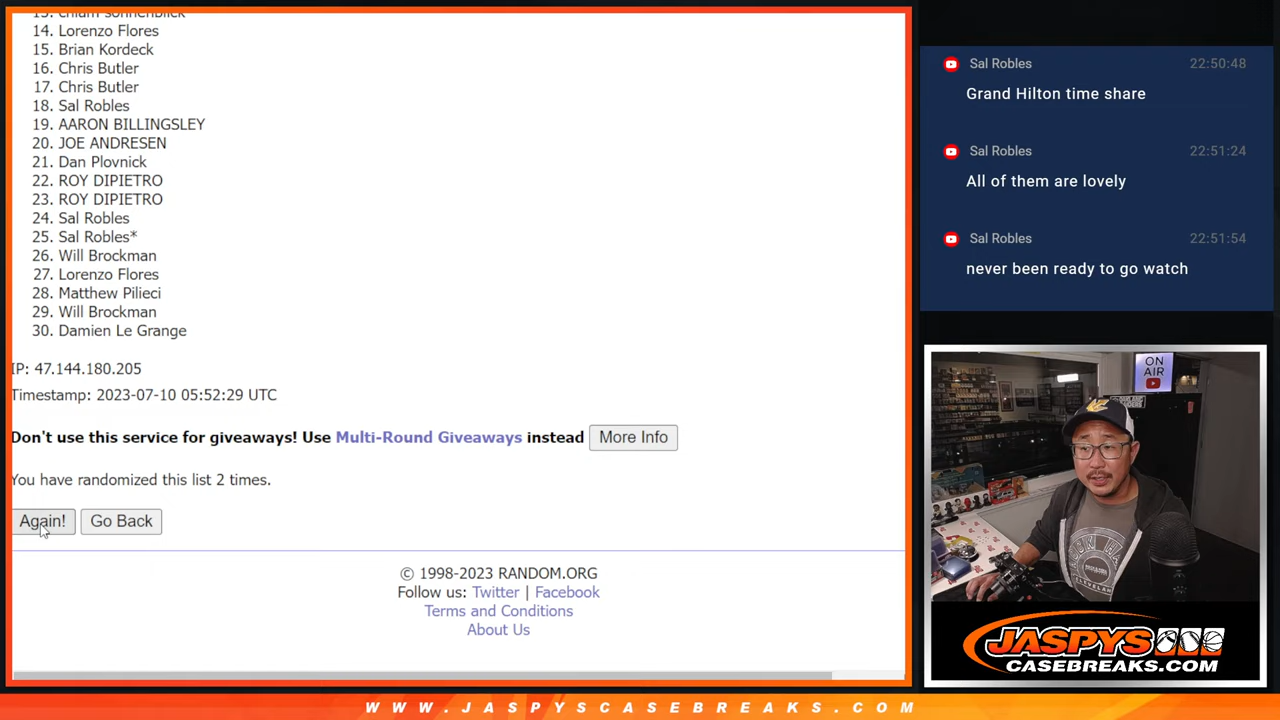 13. chiam sonnenblick
14. Lorenzo Flores
15. Brian Kordeck
16. Chris Butler
17. Chris Butler
18. Sal Robles
19. AARON BILLINGSLEY
20. JOE ANDRESEN
21. Dan Plovnick
22. ROY DIPIETRO
23. ROY DIPIETRO
24. Sal Robles
25. Sal Robles*
26. Will Brockman
27. Lorenzo Flores
28. Matthew Pilieci
29. Will Brockman
30. Damien Le Grange
IP: 47.144.180.205
Timestamp: 2023-07-10 05:52:29 UTC
Don't use this service for giveaways! Use Multi-Round Giveaways instead More Info
You have randomized this list 2 times.
Again! Go Back
© 1998-2023 RANDOM.ORG
Follow us: Twitter | Facebook
Terms and Conditions
About Us
Sal Robles 22:50:48
Grand Hilton time share
Sal Robles 22:51:24
All of them are lovely
Sal Robles 22:51:54
never been ready to go watch
ON
AIR
CLEVELAND
JASPYS
CASEBREAKS.COM
WWW.JASPYSCASEBREAKS.COM